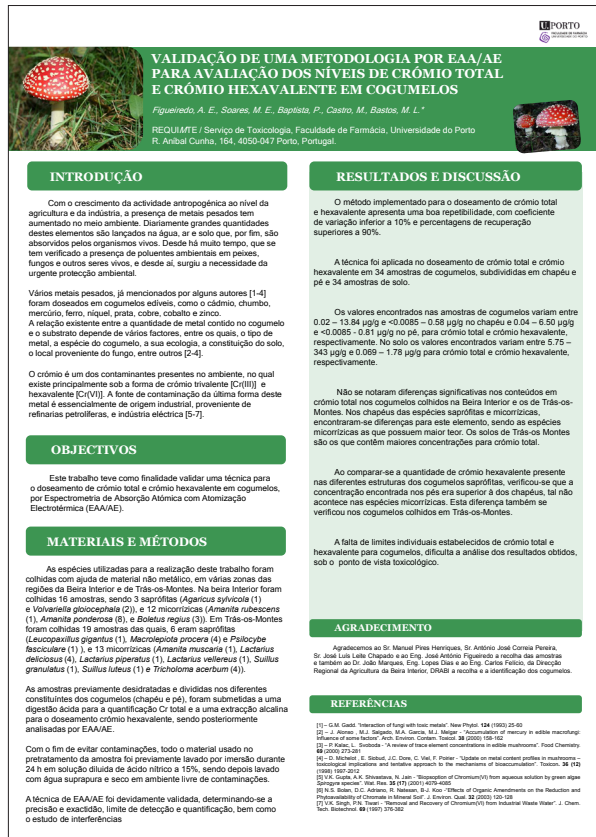 U. PORTO
FACULDADE DE FARMÁCIA
UNIVERSIDADE DO PORTO
VALIDAÇÃO DE UMA METODOLOGIA POR EAA/AE
PARA AVALIAÇÃO DOS NÍVEIS DE CRÓMIO TOTAL
E CRÓMIO HEXAVALENTE EM COGUMELOS
Figueiredo, A. E., Soares, M. E., Baptista, P., Castro, M., Bastos, M. L.*
REQUIMTE / Serviço de Toxicologia, Faculdade de Farmácia, Universidade do Porto
R. Aníbal Cunha, 164, 4050-047 Porto, Portugal.
INTRODUÇÃO
Com o crescimento da actividade antropogénica ao nível da
agricultura e da indústria, a presença de metais pesados tem
aumentado no meio ambiente. Diariamente grandes quantidades
destes elementos são lançados na água, ar e solo que, por fim, são
absorvidos pelos organismos vivos. Desde há muito tempo, que se
tem verificado a presença de poluentes ambientais em peixes,
fungos e outros seres vivos, e desde aí, surgiu a necessidade da
urgente protecção ambiental.
Vários metais pesados, já mencionados por alguns autores [1-4]
foram doseados em cogumelos edíveis, como o cádmio, chumbo,
mercúrio, ferro, níquel, prata, cobre, cobalto e zinco.
A relação existente entre a quantidade de metal contido no cogumelo
e o substrato depende de vários factores, entre os quais, o tipo de
metal, a espécie do cogumelo, a sua ecologia, a constituição do solo,
o local proveniente do fungo, entre outros [2-4].
O crómio é um dos contaminantes presentes no ambiente, no qual
existe principalmente sob a forma de crómio trivalente [Cr(III)] e
hexavalente [Cr(VI)]. A fonte de contaminação da última forma deste
metal é essencialmente de origem industrial, proveniente de
refinarias petrolíferas, e indústria eléctrica [5-7].
OBJECTIVOS
Este trabalho teve como finalidade validar uma técnica para
o doseamento de crómio total e crómio hexavalente em cogumelos,
por Espectrometria de Absorção Atómica com Atomização
Electrotérmica (EAA/AE).
MATERIAIS E MÉTODOS
As espécies utilizadas para a realização deste trabalho foram
colhidas com ajuda de material não metálico, em várias zonas das
regiões da Beira Interior e de Trás-os-Montes. Na beira Interior foram
colhidas 16 amostras, sendo 3 saprófitas (Agaricus sylvicola (1)
e Volvariella gloiocephala (2)), e 12 micorrízicas (Amanita rubescens
(1), Amanita ponderosa (8), e Boletus regius (3)). Em Trás-os-Montes
foram colhidas 19 amostras das quais, 6 eram saprófitas
(Leucopaxillus gigantus (1), Macrolepiota procera (4) e Psilocybe
fasciculare (1) ), e 13 micorrízicas (Amanita muscaria (1), Lactarius
deliciosus (4), Lactarius piperatus (1), Lactarius vellereus (1), Suillus
granulatus (1), Suillus luteus (1) e Tricholoma acerbum (4)).
As amostras previamente desidratadas e divididas nos diferentes
constituintes dos cogumelos (chapéu e pé), foram submetidas a uma
digestão ácida para a quantificação Cr total e a uma extracção alcalina
para o doseamento crómio hexavalente, sendo posteriormente
analisadas por EAA/AE.
Com o fim de evitar contaminações, todo o material usado no
pretratamento da amostra foi previamente lavado por imersão durante
24 h em solução diluída de ácido nítrico a 15%, sendo depois lavado
com água suprapura e seco em ambiente livre de contaminações.
A técnica de EAA/AE foi devidamente validada, determinando-se a
precisão e exactidão, limite de detecção e quantificação, bem como
o estudo de interferências
RESULTADOS E DISCUSSÃO
O método implementado para o doseamento de crómio total
e hexavalente apresenta uma boa repetibilidade, com coeficiente
de variação inferior a 10% e percentagens de recuperação
superiores a 90%.
A técnica foi aplicada no doseamento de crómio total e crómio
hexavalente em 34 amostras de cogumelos, subdivididas em chapéu e
pé e 34 amostras de solo.
Os valores encontrados nas amostras de cogumelos variam entre
0.02 – 13.84 µg/g e <0.0085 – 0.58 µg/g no chapéu e 0.04 – 6.50 µg/g
e <0.0085 - 0.81 µg/g no pé, para crómio total e crómio hexavalente,
respectivamente. No solo os valores encontrados variam entre 5.75 –
343 µg/g e 0.069 – 1.78 µg/g para crómio total e crómio hexavalente,
respectivamente.
Não se notaram diferenças significativas nos conteúdos em
crómio total nos cogumelos colhidos na Beira Interior e os de Trás-os-
Montes. Nos chapéus das espécies saprófitas e micorrízicas,
encontraram-se diferenças para este elemento, sendo as espécies
micorrízicas as que possuem maior teor. Os solos de Trás-os Montes
são os que contêm maiores concentrações para crómio total.
Ao comparar-se a quantidade de crómio hexavalente presente
nas diferentes estruturas dos cogumelos saprófitas, verificou-se que a
concentração encontrada nos pés era superior à dos chapéus, tal não
acontece nas espécies micorrízicas. Esta diferença também se
verificou nos cogumelos colhidos em Trás-os-Montes.
A falta de limites individuais estabelecidos de crómio total e
hexavalente para cogumelos, dificulta a análise dos resultados obtidos,
sob o ponto de vista toxicológico.
AGRADECIMENTO
Agradecemos ao Sr. Manuel Pires Henriques, Sr. António José Correia Pereira,
Sr. José Luís Leite Chapado e ao Eng. José António Figueiredo a recolha das amostras
e também ao Dr. João Marques, Eng. Lopes Dias e ao Eng. Carlos Felício, da Direcção
Regional da Agricultura da Beira Interior, DRABI a recolha e a identificação dos cogumelos.
REFERÊNCIAS
[1] – G.M. Gadd. "Interaction of fungi with toxic metals". New Phytol. 124 (1993) 25-60
[2] – J. Alonso , M.J. Salgado, M.A. García, M.J. Melgar - "Accumulation of mercury in edible macrofungi:
Influence of some factors". Arch. Environ. Contam. Toxicol. 38 (2000) 158-162
[3] – P. Kalac, L. Svoboda - "A review of trace element concentrations in edible mushrooms". Food Chemistry.
69 (2000) 273-281
[4] – D. Michelot , E. Siobud, J.C. Dore, C. Viel, F. Poirier - "Update on metal content profiles in mushrooms –
toxicological implications and tentative approach to the mechanisms of bioaccumulation". Toxicon. 36 (12)
(1998) 1997-2012
[5] V.K. Gupta, A.K. Shivastava, N. Jain - "Biosposption of Chromium(VI) from aqueous solution by green algae
Spirogyra species". Wat. Res. 35 (17) (2001) 4079-4085
[6] N.S. Bolan, D.C. Adriano, R. Natesan, B-J. Koo -"Effects of Organic Amendments on the Reduction and
Phytoavailability of Chromate in Mineral Soil". J. Environ. Qual. 32 (2003) 120-128
[7] V.K. Singh, P.N. Tiwari - "Removal and Recovery of Chromium(VI) from Industrial Waste Water". J. Chem.
Tech. Biotechnol. 69 (1997) 376-382